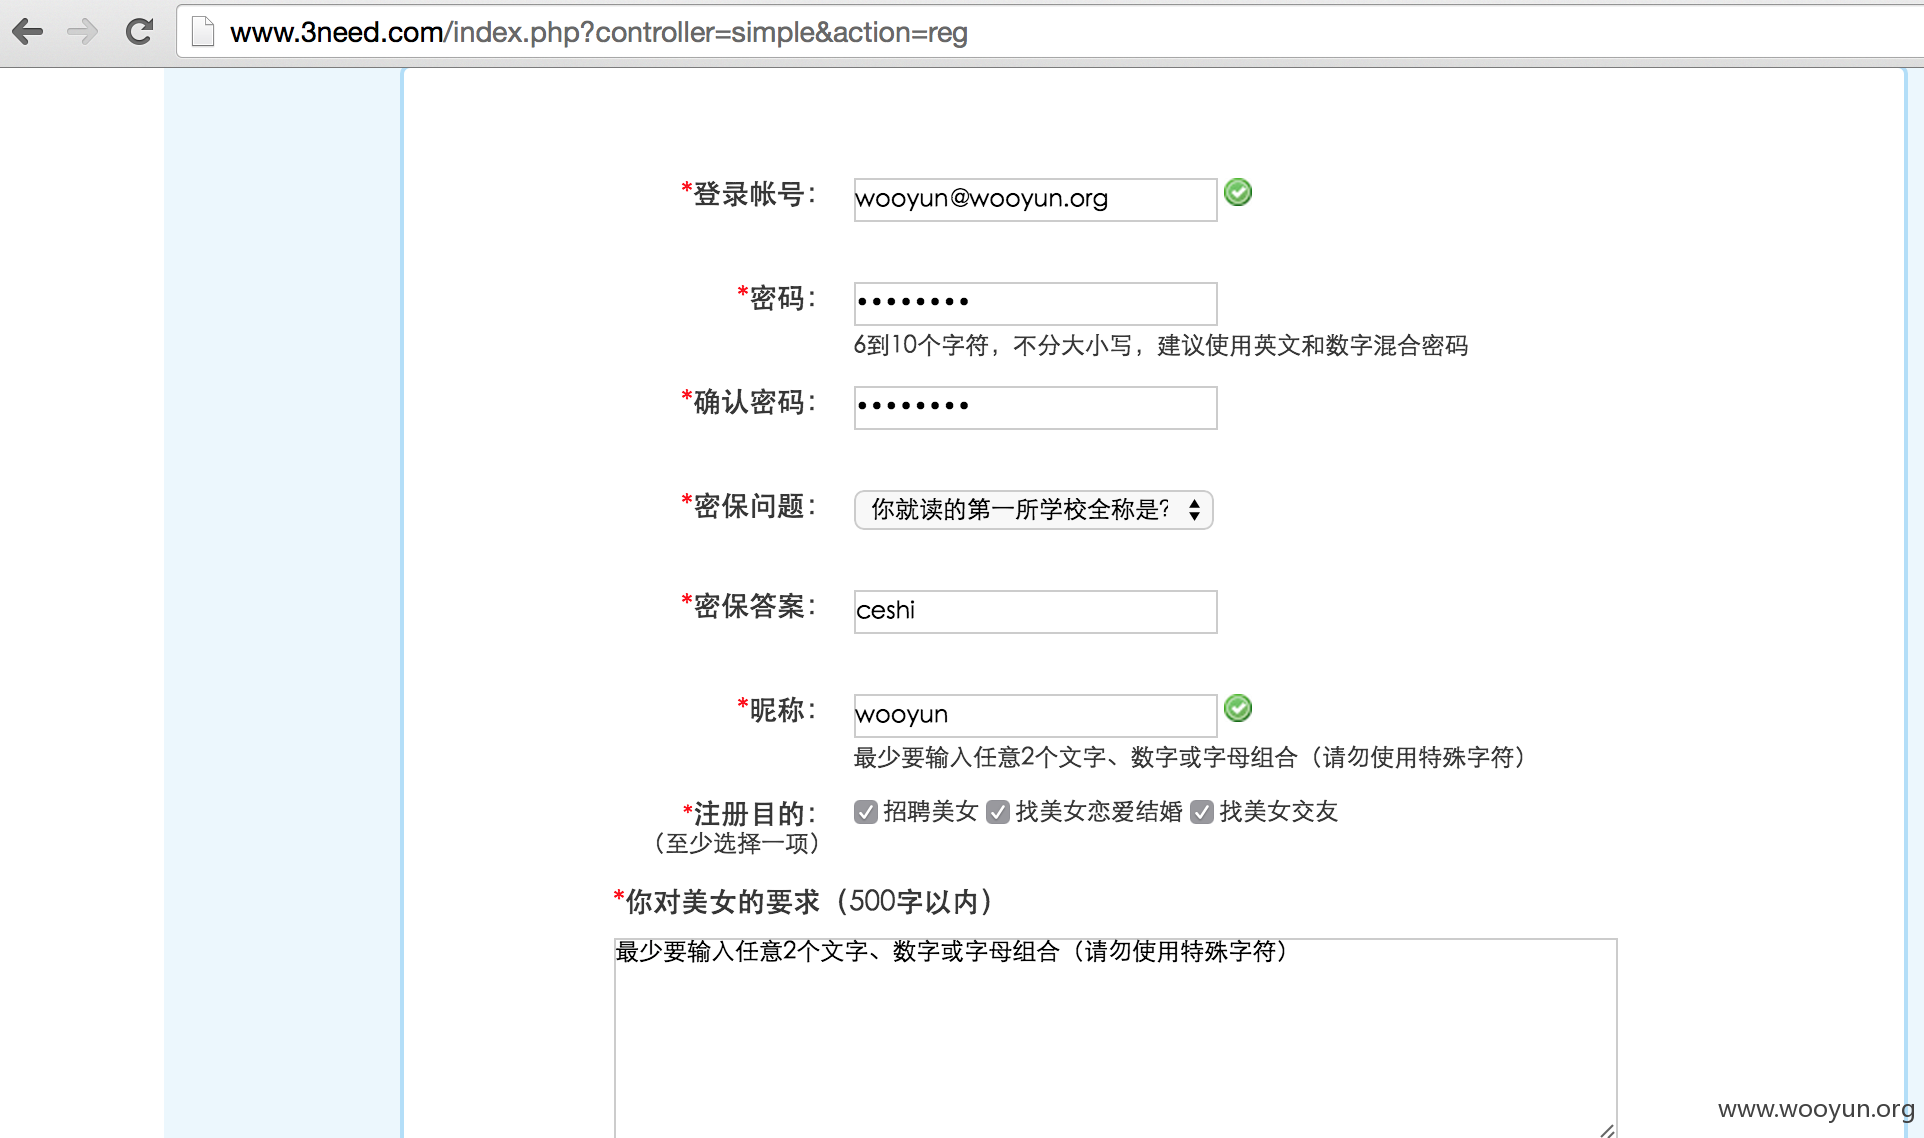 www.3need.com/index.php?controller=simple&action=reg
*登录帐号： wooyun@wooyun.org
*密码： ••••••••
6到10个字符，不分大小写，建议使用英文和数字混合密码
*确认密码： ••••••••
*密保问题： 你就读的第一所学校全称是？
*密保答案： ceshi
*昵称： wooyun
最少要输入任意2个文字、数字或字母组合（请勿使用特殊字符）
*注册目的： 招聘美女 找美女恋爱结婚 找美女交友
（至少选择一项）
*你对美女的要求（500字以内）
最少要输入任意2个文字、数字或字母组合（请勿使用特殊字符）
www.wooyun.org